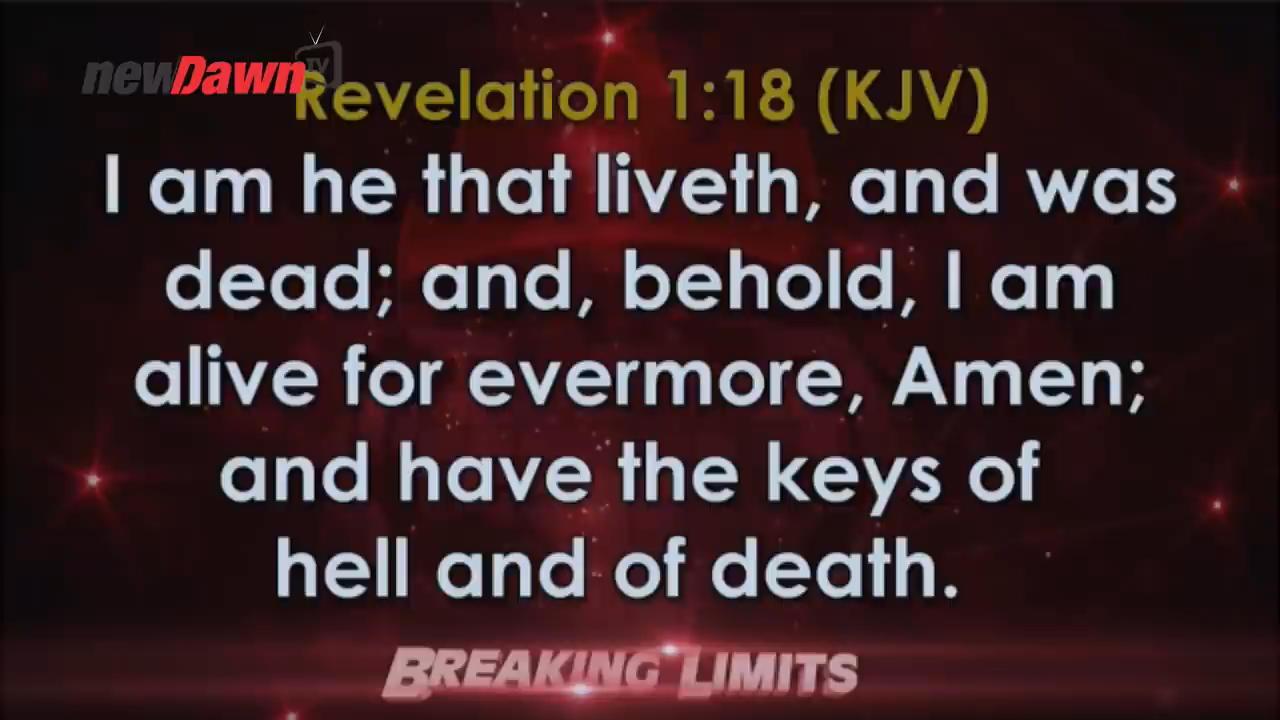 newDawn TV
Revelation 1:18 (KJV)
I am he that liveth, and was
dead; and, behold, I am
alive for evermore, Amen;
and have the keys of
hell and of death.
BREAKING LIMITS